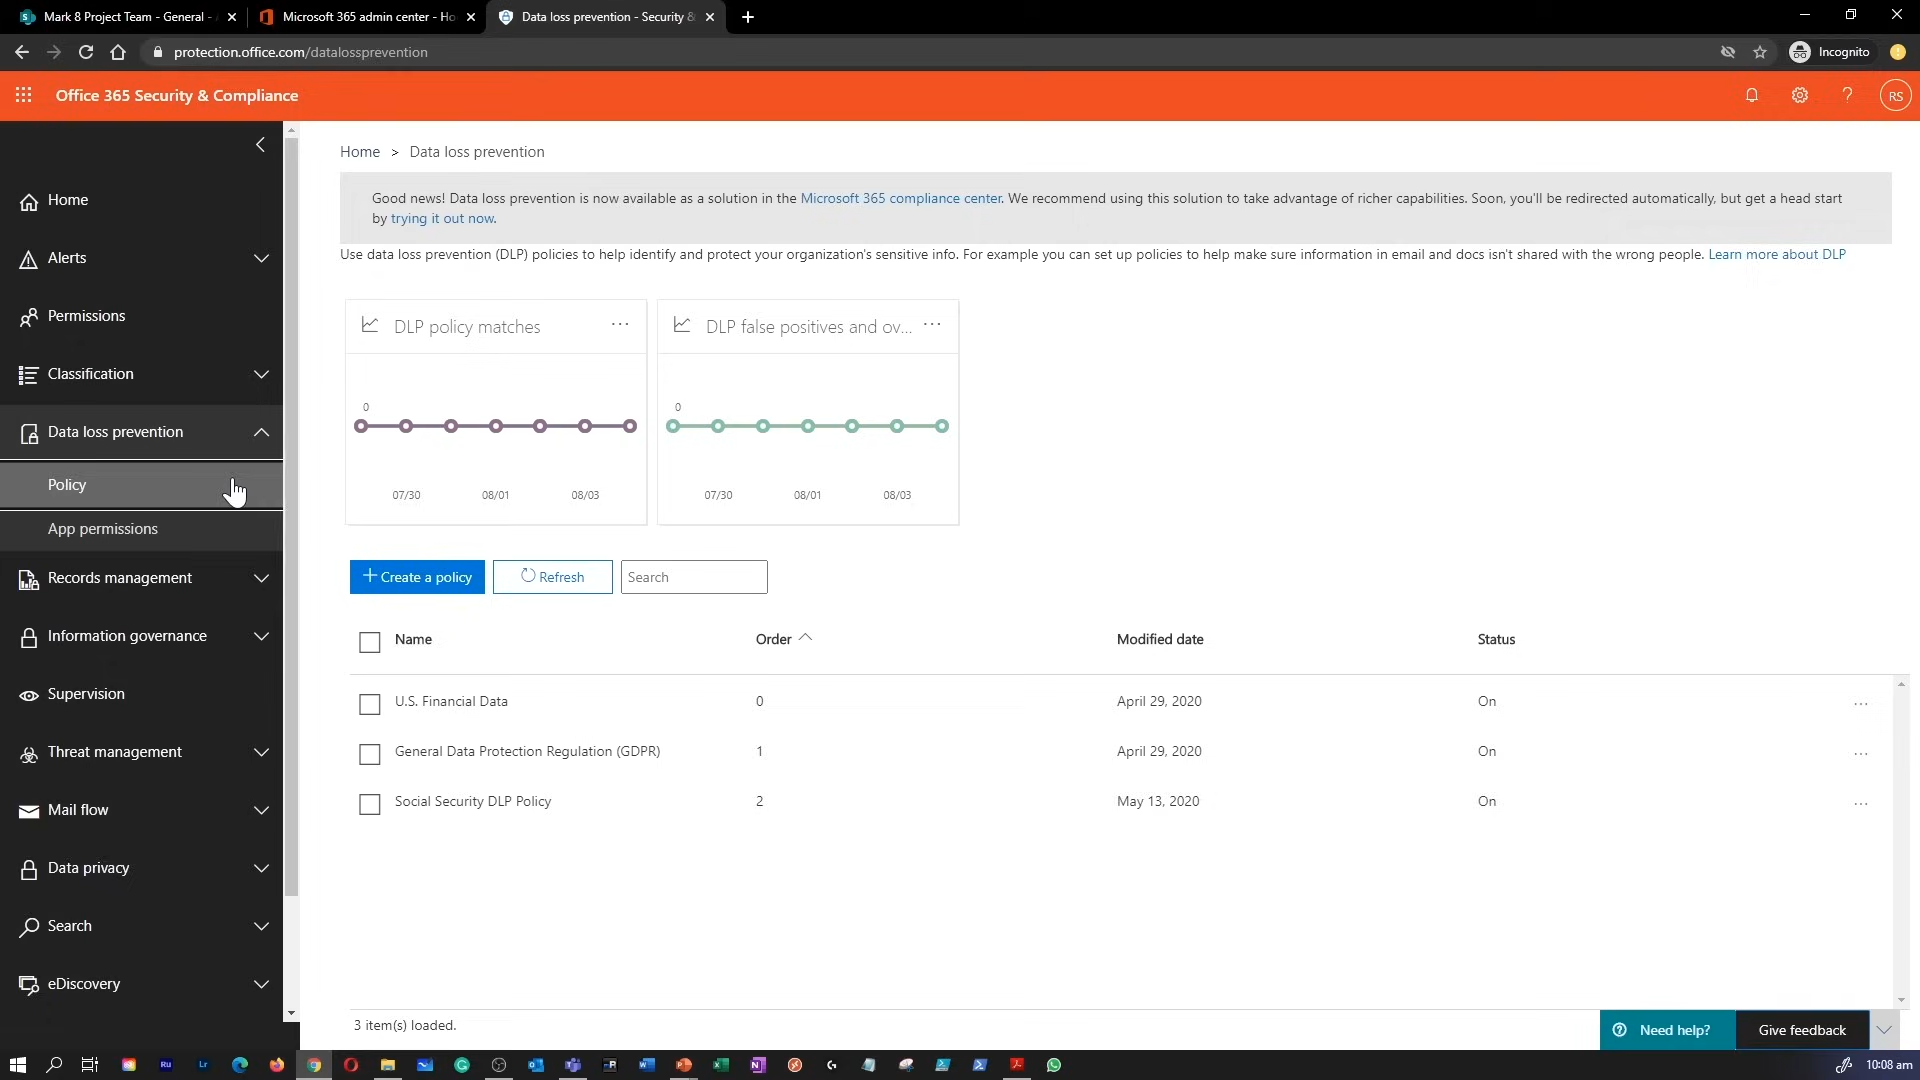 Mark 8 Project Team - General -
Microsoft 365 admin center - Ho
Data loss prevention - Security &
protection.office.com/datalossprevention
Incognito
Office 365 Security & Compliance
RS
Home > Data loss prevention
Good news! Data loss prevention is now available as a solution in the Microsoft 365 compliance center. We recommend using this solution to take advantage of richer capabilities. Soon, you'll be redirected automatically, but get a head start
by trying it out now.
Use data loss prevention (DLP) policies to help identify and protect your organization's sensitive info. For example you can set up policies to help make sure information in email and docs isn't shared with the wrong people. Learn more about DLP
Home
Alerts
Permissions
Classification
Data loss prevention
Policy
App permissions
Records management
Information governance
Supervision
Threat management
Mail flow
Data privacy
Search
eDiscovery
DLP policy matches ...
0
07/30 08/01 08/03
DLP false positives and ov... ...
0
07/30 08/01 08/03
+ Create a policy
Refresh
Search
Name Order Modified date Status
U.S. Financial Data 0 April 29, 2020 On ...
General Data Protection Regulation (GDPR) 1 April 29, 2020 On ...
Social Security DLP Policy 2 May 13, 2020 On ...
3 item(s) loaded.
Need help?
Give feedback
Ru
Lr
10:08 am